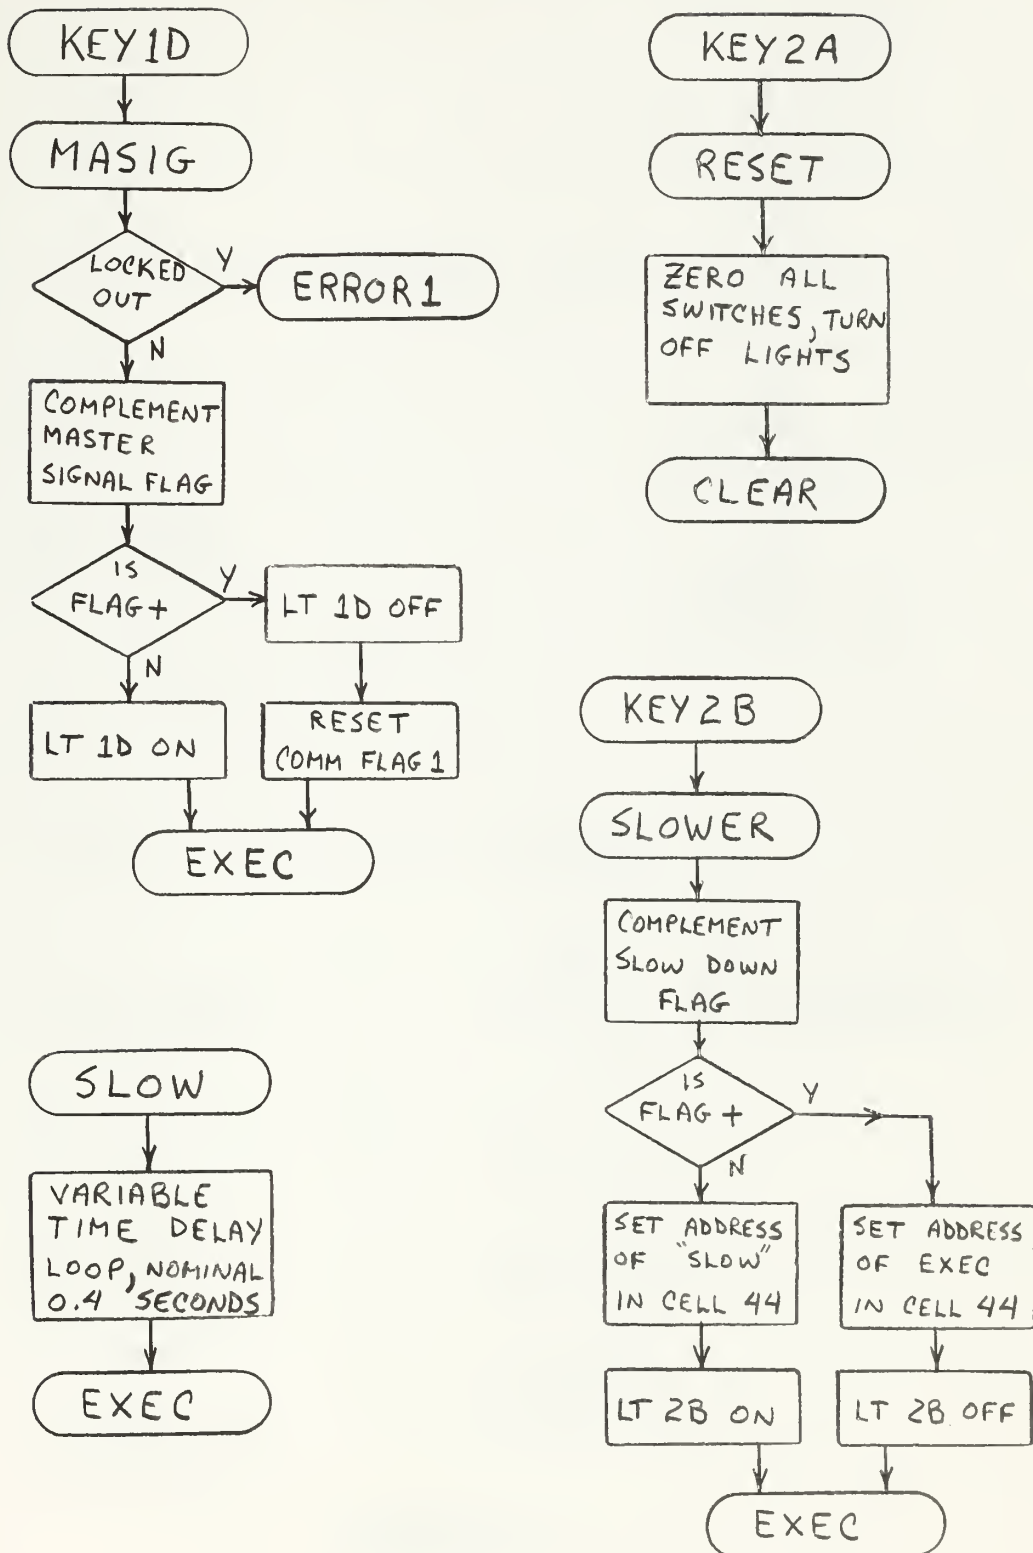 KEY1D
MASIG
LOCKED
OUT
Y
ERROR1
N
COMPLEMENT
MASTER
SIGNAL FLAG
IS
FLAG+
Y
LT 1D OFF
N
LT 1D ON
RESET
COMM FLAG 1
EXEC
KEY2A
RESET
ZERO ALL
SWITCHES, TURN
OFF LIGHTS
CLEAR
SLOW
VARIABLE
TIME DELAY
LOOP, NOMINAL
0.4 SECONDS
EXEC
KEY2B
SLOWER
COMPLEMENT
SLOW DOWN
FLAG
IS
FLAG +
Y
N
SET ADDRESS
OF "SLOW"
IN CELL 44
SET ADDRESS
OF EXEC
IN CELL 44
LT 2B ON
LT 2B OFF
EXEC